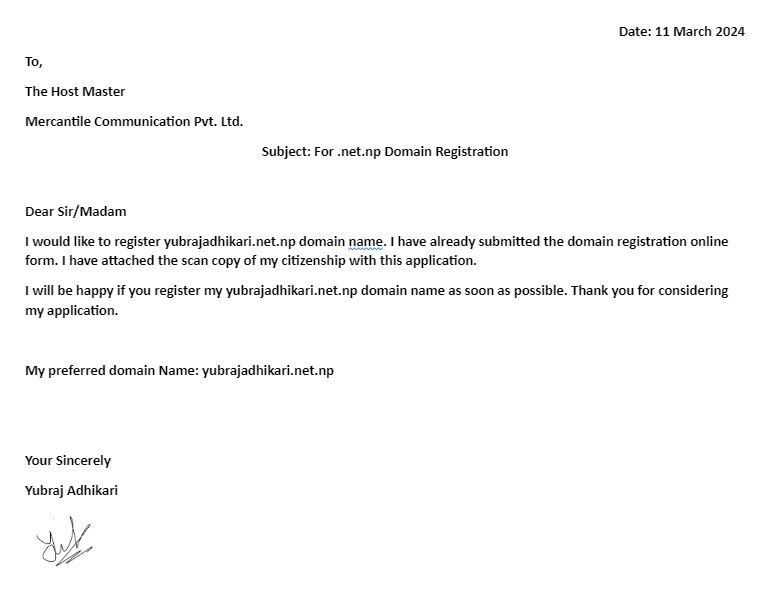 Date: 11 March 2024
To,
The Host Master
Mercantile Communication Pvt. Ltd.
Subject: For .net.np Domain Registration
Dear Sir/Madam
I would like to register yubrajadhikari.net.np domain name. I have already submitted the domain registration online
form. I have attached the scan copy of my citizenship with this application.
I will be happy if you register my yubrajadhikari.net.np domain name as soon as possible. Thank you for considering
my application.
My preferred domain Name: yubrajadhikari.net.np
Your Sincerely
Yubraj Adhikari